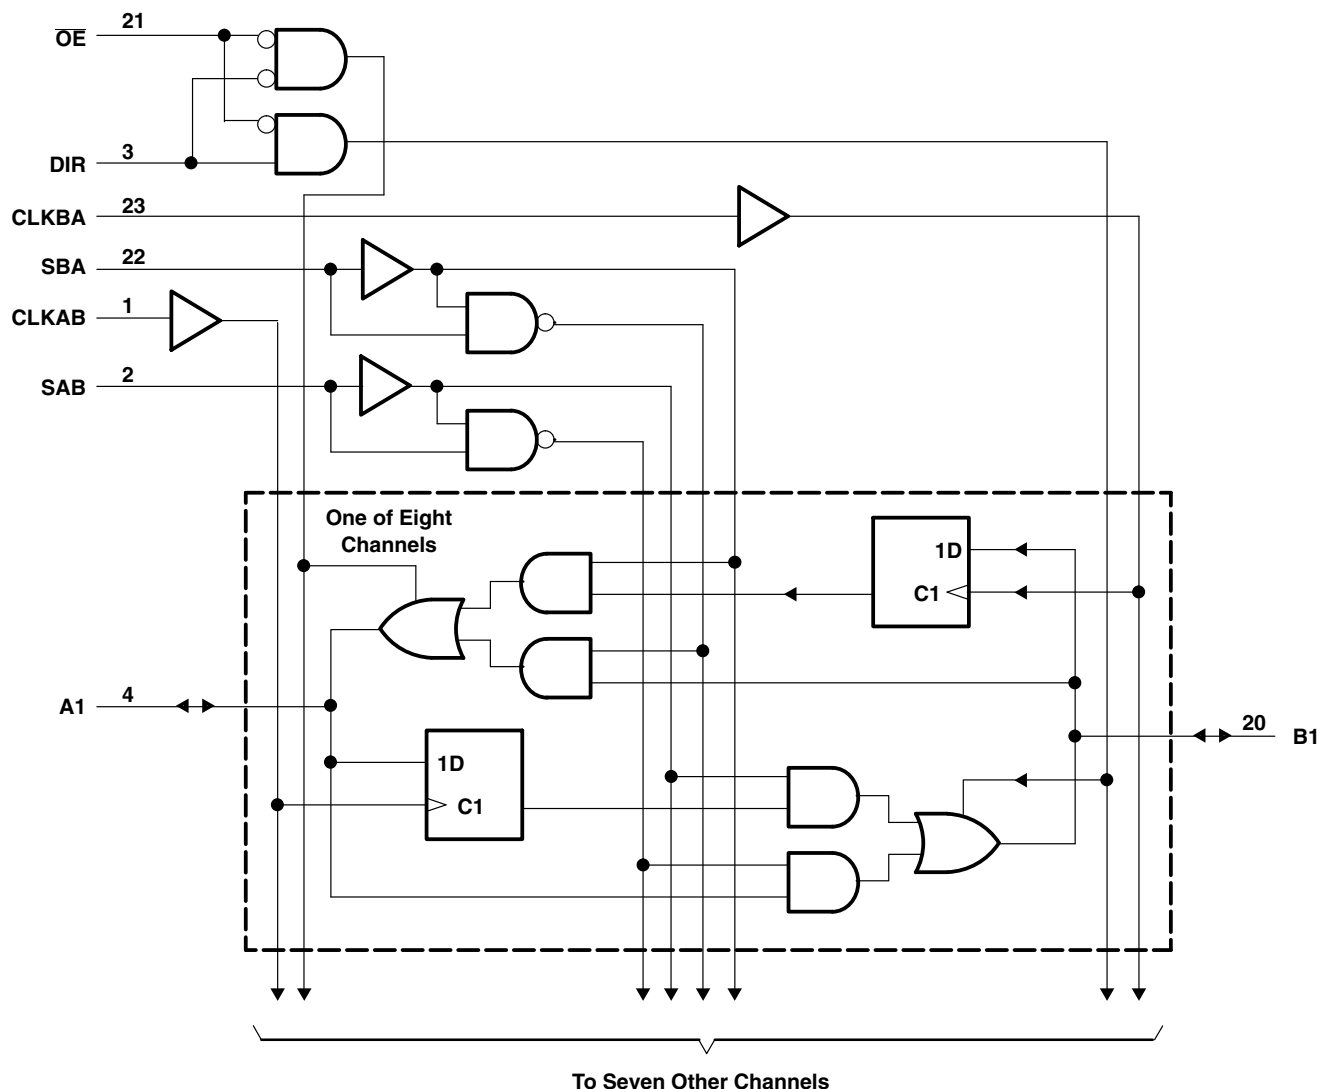 OE 21
DIR 3
CLKBA 23
SBA 22
CLKAB 1
SAB 2
One of Eight
Channels
1D
C1
A1 4
20 B1
1D
C1
To Seven Other Channels